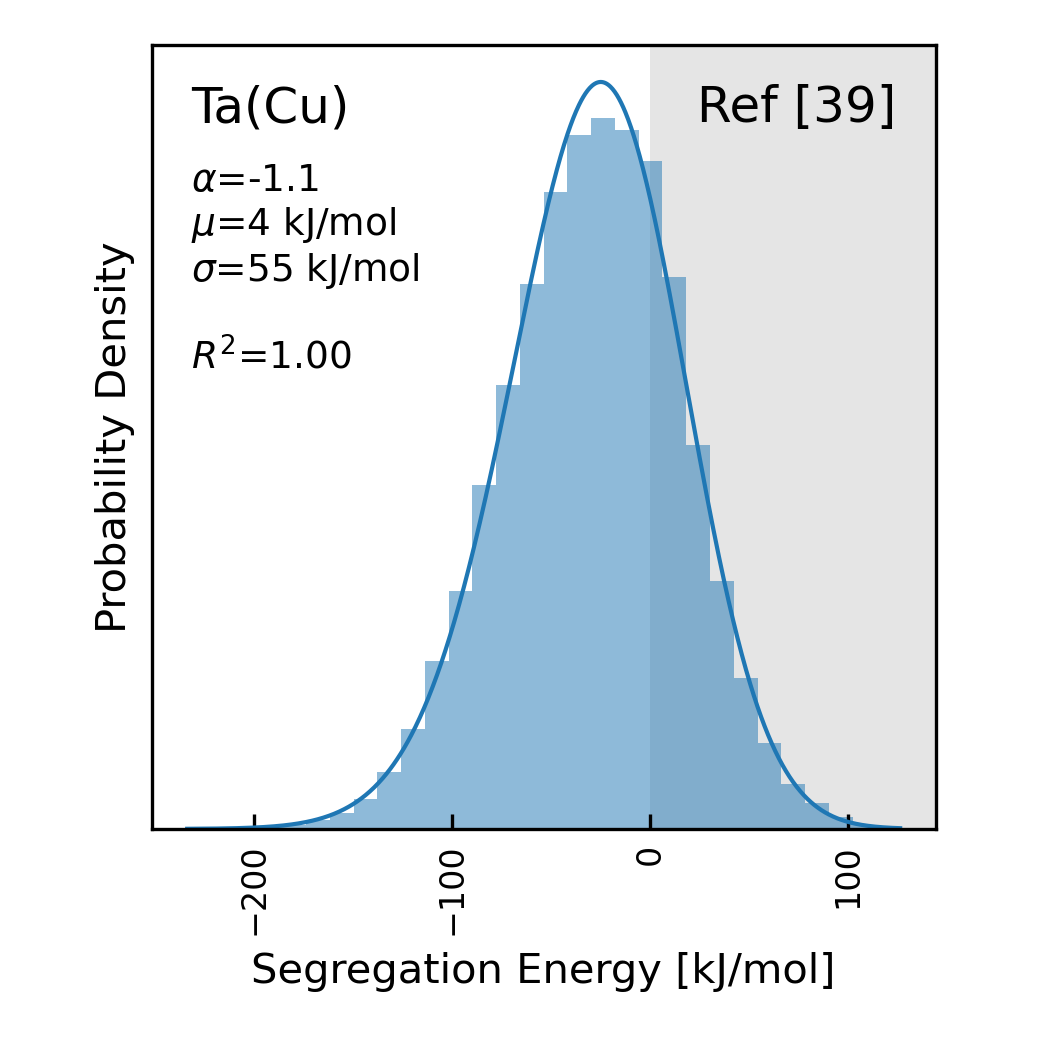 Ta(Cu)
Ref [39]
α=-1.1
μ=4 kJ/mol
σ=55 kJ/mol
R²=1.00
Probability Density
−200
−100
0
100
Segregation Energy [kJ/mol]